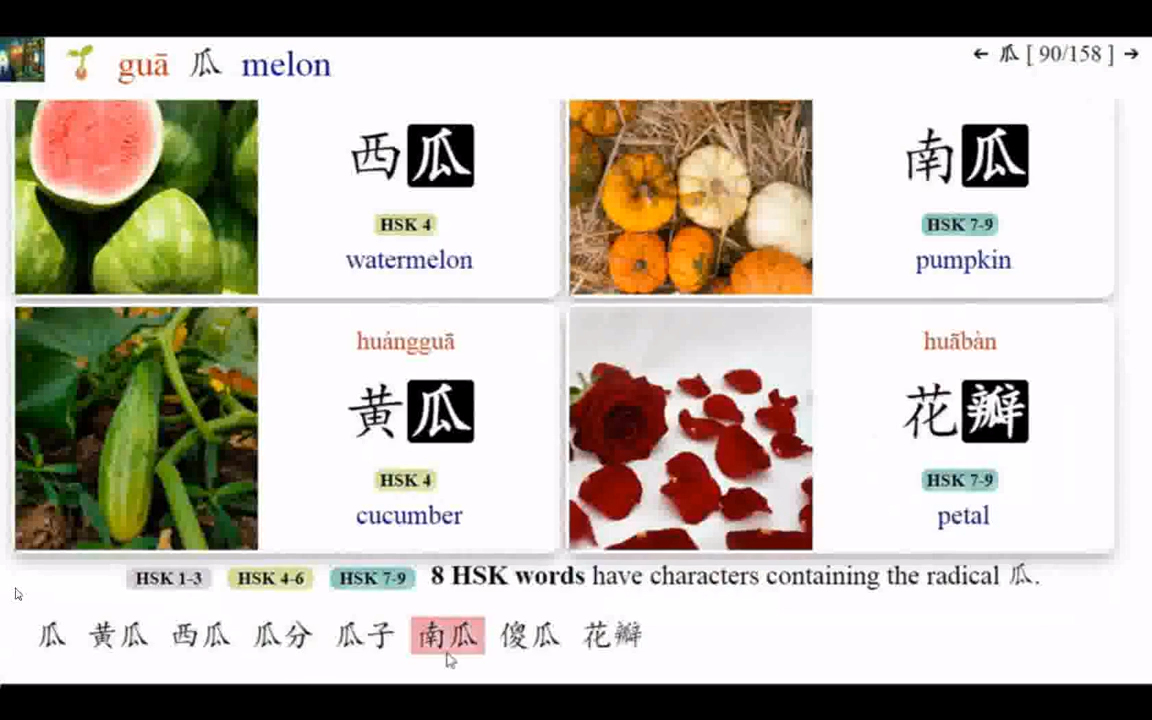 guā 瓜 melon
← 瓜 [ 90/158 ] →
西瓜
HSK 4
watermelon
南瓜
HSK 7-9
pumpkin
huángguā
黄瓜
HSK 4
cucumber
huābàn
花瓣
HSK 7-9
petal
HSK 1-3 HSK 4-6 HSK 7-9 8 HSK words have characters containing the radical 瓜.
瓜 黄瓜 西瓜 瓜分 瓜子 南瓜 傻瓜 花瓣